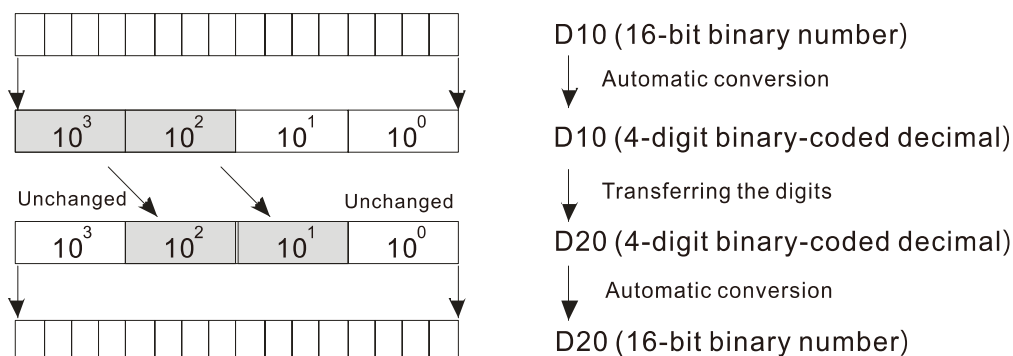 D10 (16-bit binary number)
Automatic conversion
10³ 10² 10¹ 10⁰
D10 (4-digit binary-coded decimal)
Unchanged
Unchanged
Transferring the digits
10³ 10² 10¹ 10⁰
D20 (4-digit binary-coded decimal)
Automatic conversion
D20 (16-bit binary number)